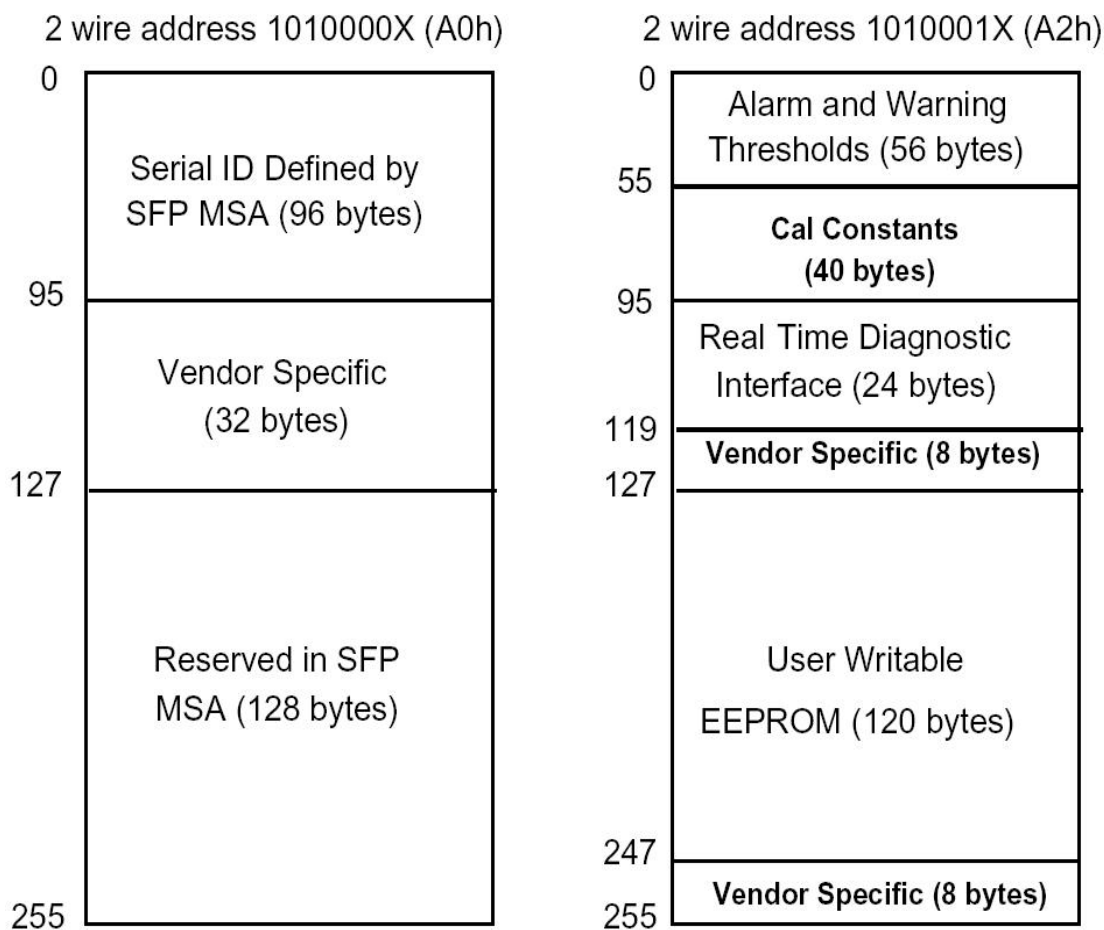 2 wire address 1010000X (A0h)
0
Serial ID Defined by
SFP MSA (96 bytes)
95
Vendor Specific
(32 bytes)
127
Reserved in SFP
MSA (128 bytes)
255
2 wire address 1010001X (A2h)
0
Alarm and Warning
Thresholds (56 bytes)
55
Cal Constants
(40 bytes)
95
Real Time Diagnostic
Interface (24 bytes)
119
Vendor Specific (8 bytes)
127
User Writable
EEPROM (120 bytes)
247
Vendor Specific (8 bytes)
255